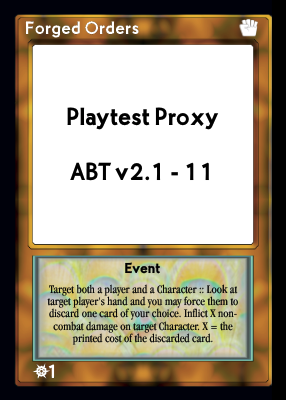 Forged Orders
Playtest Proxy
ABT v2.1 - 11
Event
Target both a player and a Character :: Look at
target player's hand and you may force them to
discard one card of your choice. Inflict X non-
combat damage on target Character. X = the
printed cost of the discarded card.
1